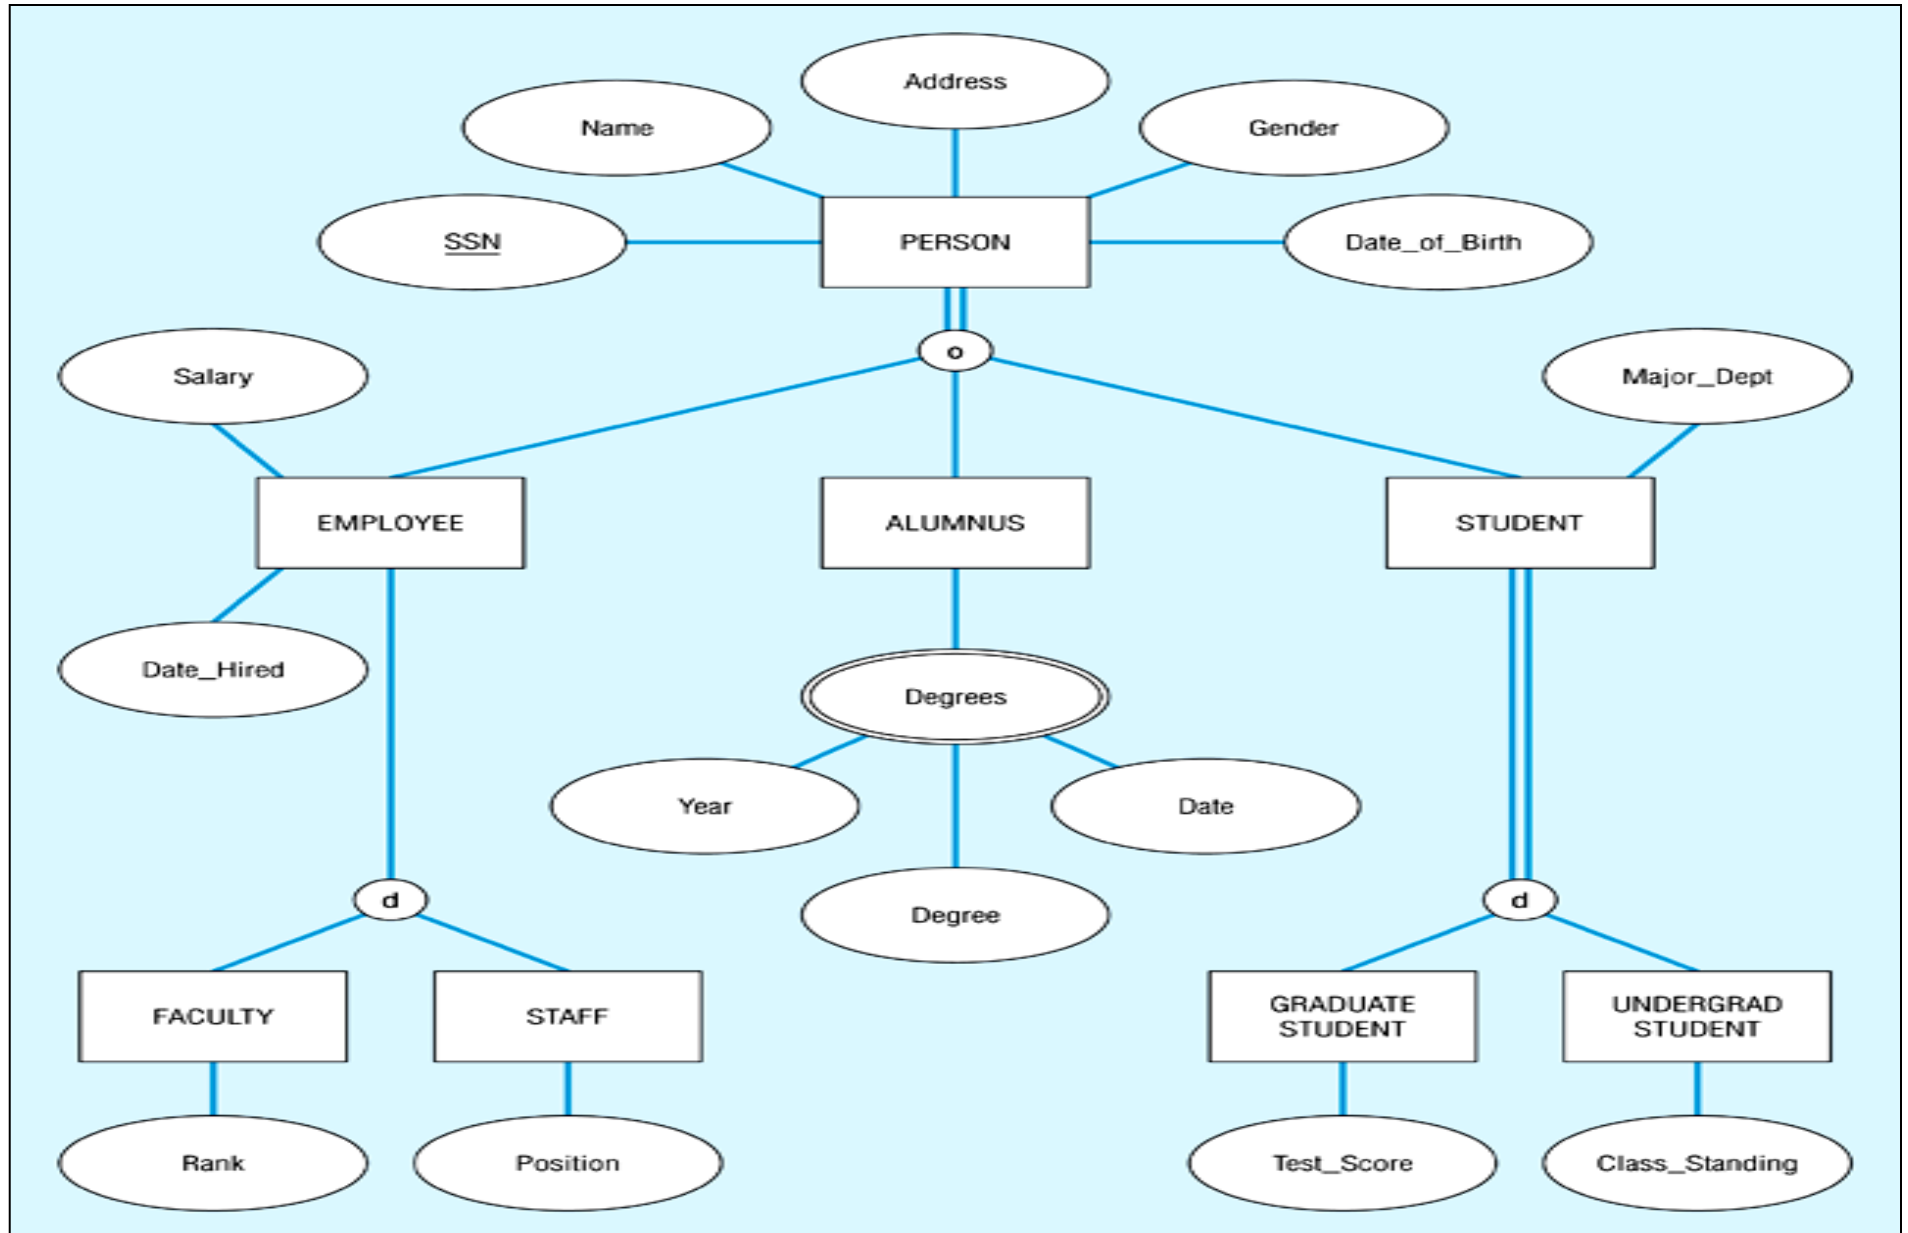 Address
Name
Gender
SSN
PERSON
Date_of_Birth
o
Salary
Major_Dept
EMPLOYEE
ALUMNUS
STUDENT
Date_Hired
Degrees
Year
Date
Degree
d
d
FACULTY
STAFF
GRADUATE
STUDENT
UNDERGRAD
STUDENT
Rank
Position
Test_Score
Class_Standing